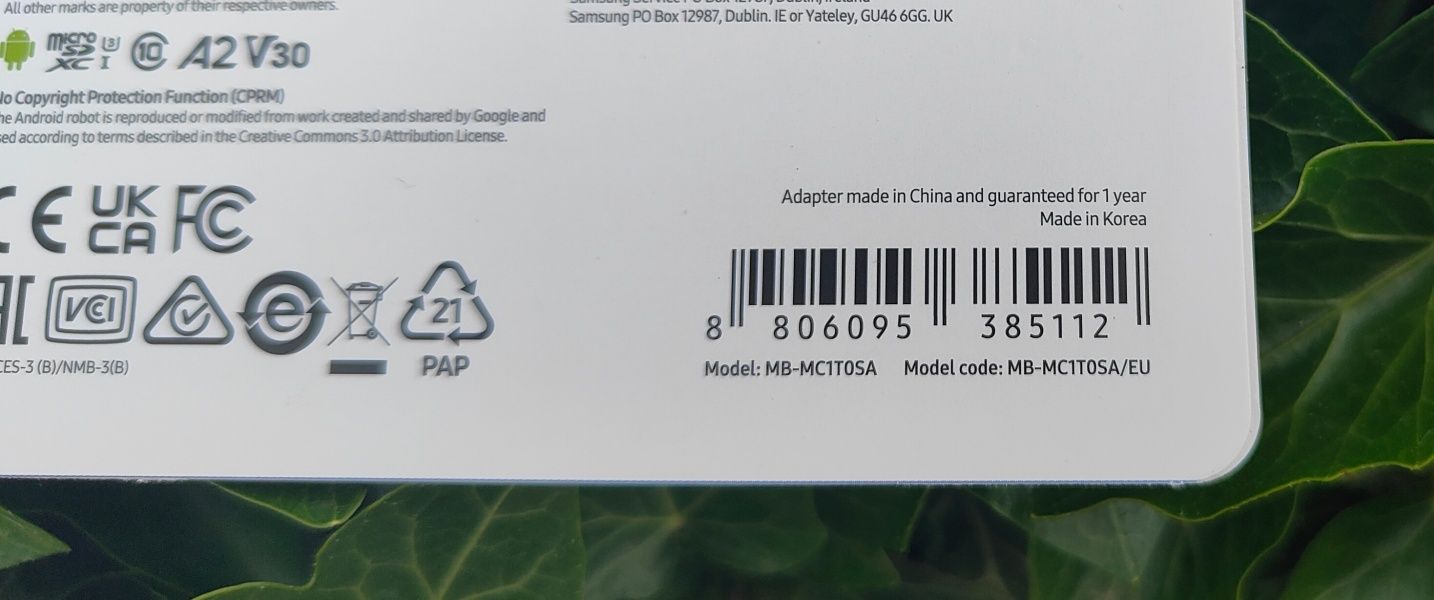 All other marks are property of their respective owners.
Samsung PO Box 12987, Dublin. IE or Yateley, GU46 6GG. UK
micro SD XC I U3 10 A2 V30
No Copyright Protection Function (CPRM)
he Android robot is reproduced or modified from work created and shared by Google and
ed according to terms described in the Creative Commons 3.0 Attribution License.
CE UK CA FC
Adapter made in China and guaranteed for 1 year
Made in Korea
VCI e 21
PAP
8 806095 385112
CES-3 (B)/NMB-3(B)
Model: MB-MC1T0SA Model code: MB-MC1T0SA/EU